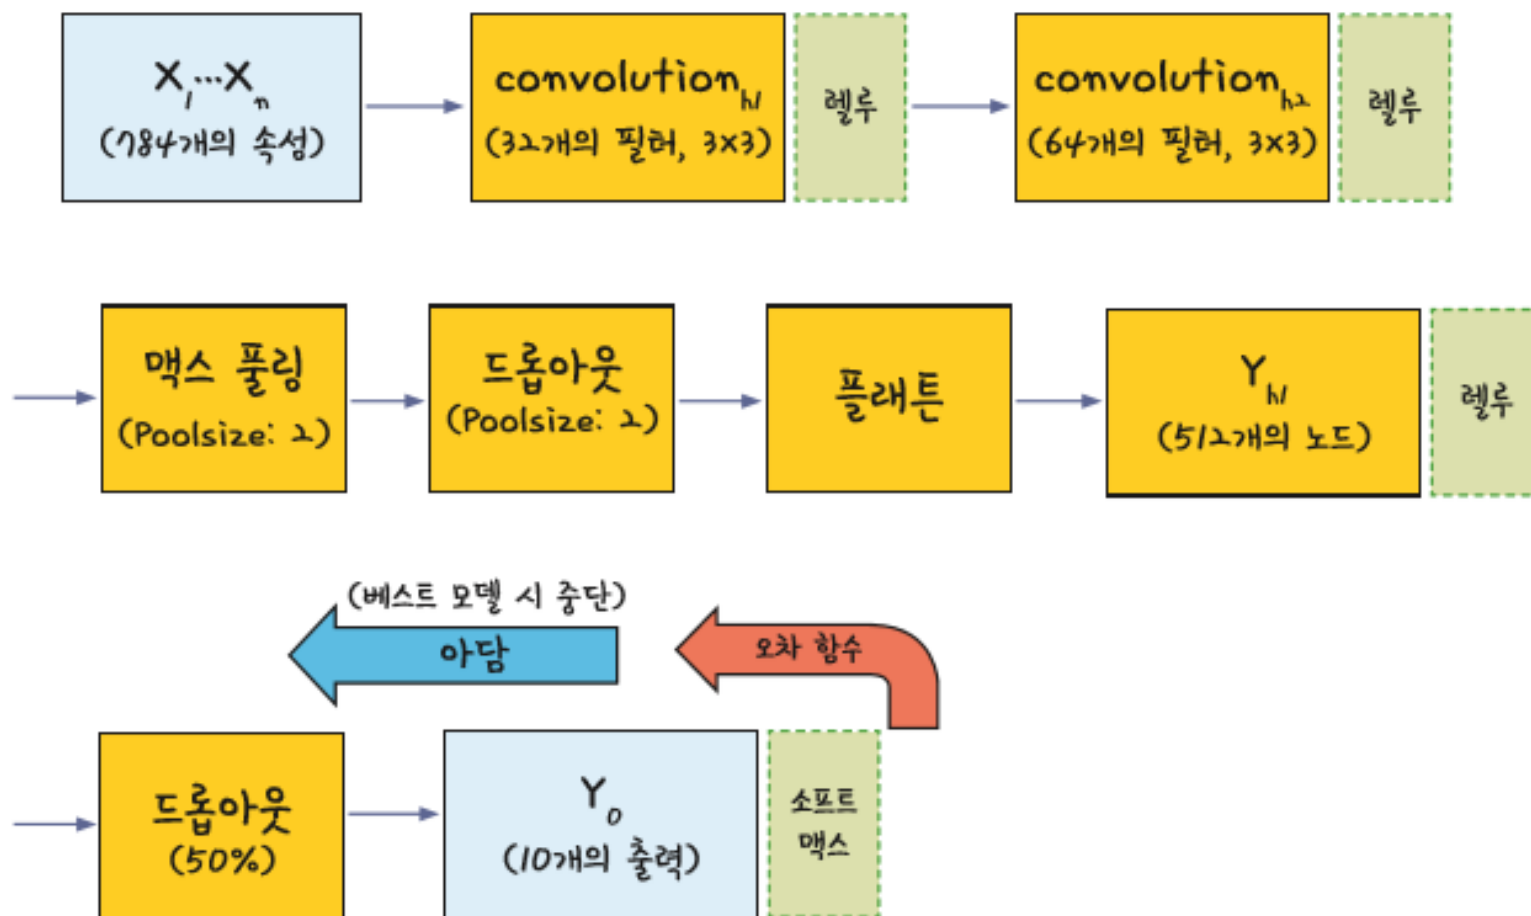 X₁...Xₙ
(784개의 속성)
convolutionₕ₁
(32개의 필터, 3x3)
렐루
convolutionₕ₂
(64개의 필터, 3x3)
렐루
맥스 풀링
(Poolsize: 2)
드롭아웃
(Poolsize: 2)
플래튼
Yₕ₁
(512개의 노드)
렐루
(베스트 모델 시 중단)
아담
오차 함수
드롭아웃
(50%)
Y₀
(10개의 출력)
소프트
맥스